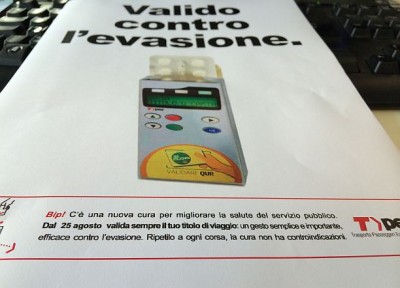 Valido
contro
l'evasione.
VALIDARE QUI!
Bip! C'è una nuova cura per migliorare la salute del servizio pubblico.
Dal 25 agosto valida sempre il tuo titolo di viaggio: un gesto semplice e importante,
efficace contro l'evasione. Ripetilo a ogni corsa, la cura non ha controindicazioni.
Trasporto Passeggeri